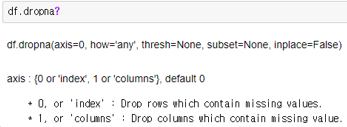 df.dropna?
df.dropna(axis=0, how='any', thresh=None, subset=None, inplace=False)
axis : {0 or 'index', 1 or 'columns'}, default 0
* 0, or 'index' : Drop rows which contain missing values.
* 1, or 'columns' : Drop columns which contain missing value.